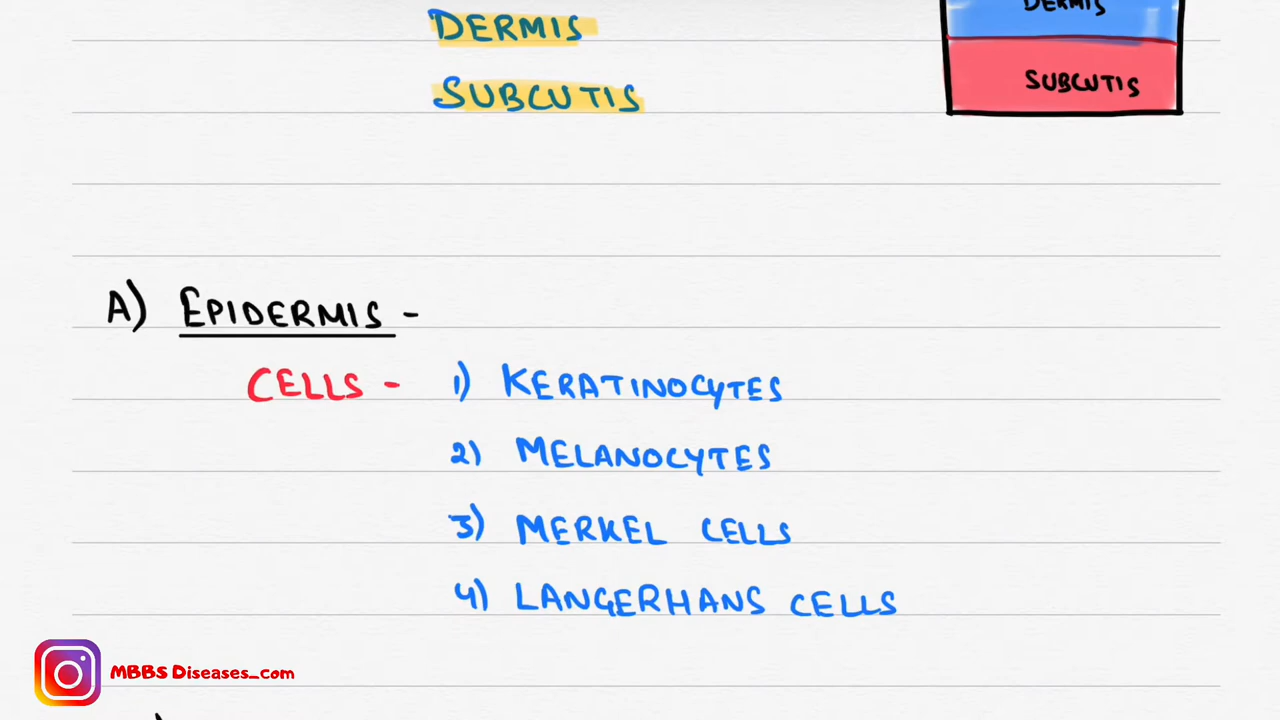 DERMIS
DERMIS
SUBCUTIS
SUBCUTIS
A) EPIDERMIS -
CELLS - 1) KERATINOCYTES
2) MELANOCYTES
3) MERKEL CELLS
4) LANGERHANS CELLS
MBBS Diseases_com